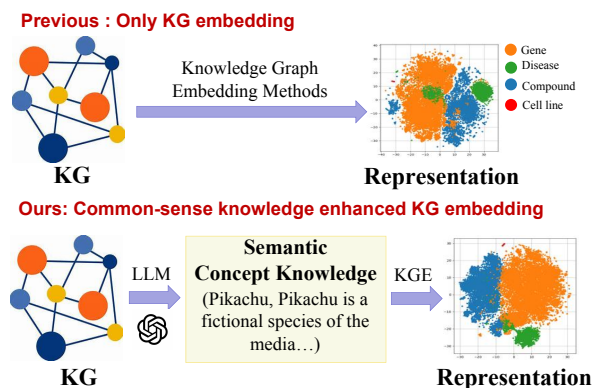 Previous : Only KG embedding
Knowledge Graph
Embedding Methods
Gene
Disease
Compound
Cell line
KG
Representation
Ours: Common-sense knowledge enhanced KG embedding
LLM
Semantic
Concept Knowledge
(Pikachu, Pikachu is a
fictional species of the
media…)
KGE
KG
Representation